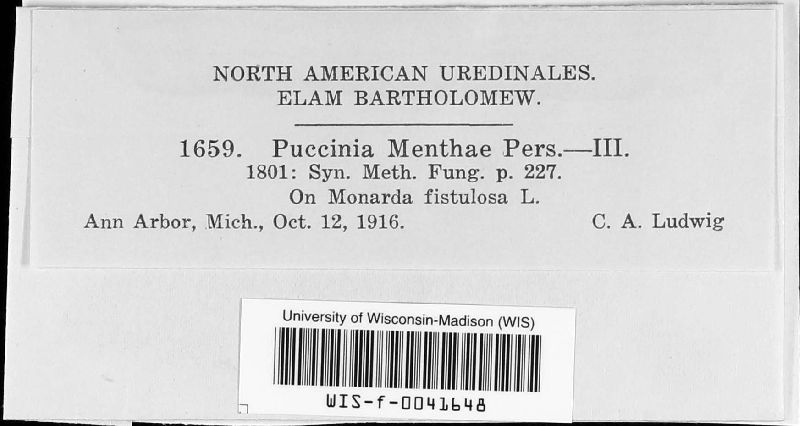 NORTH AMERICAN UREDINALES.
ELAM BARTHOLOMEW.
1659. Puccinia Menthae Pers.—III.
1801: Syn. Meth. Fung. p. 227.
On Monarda fistulosa L.
Ann Arbor, Mich., Oct. 12, 1916. C. A. Ludwig
University of Wisconsin-Madison (WIS)
WIS-f-0041648